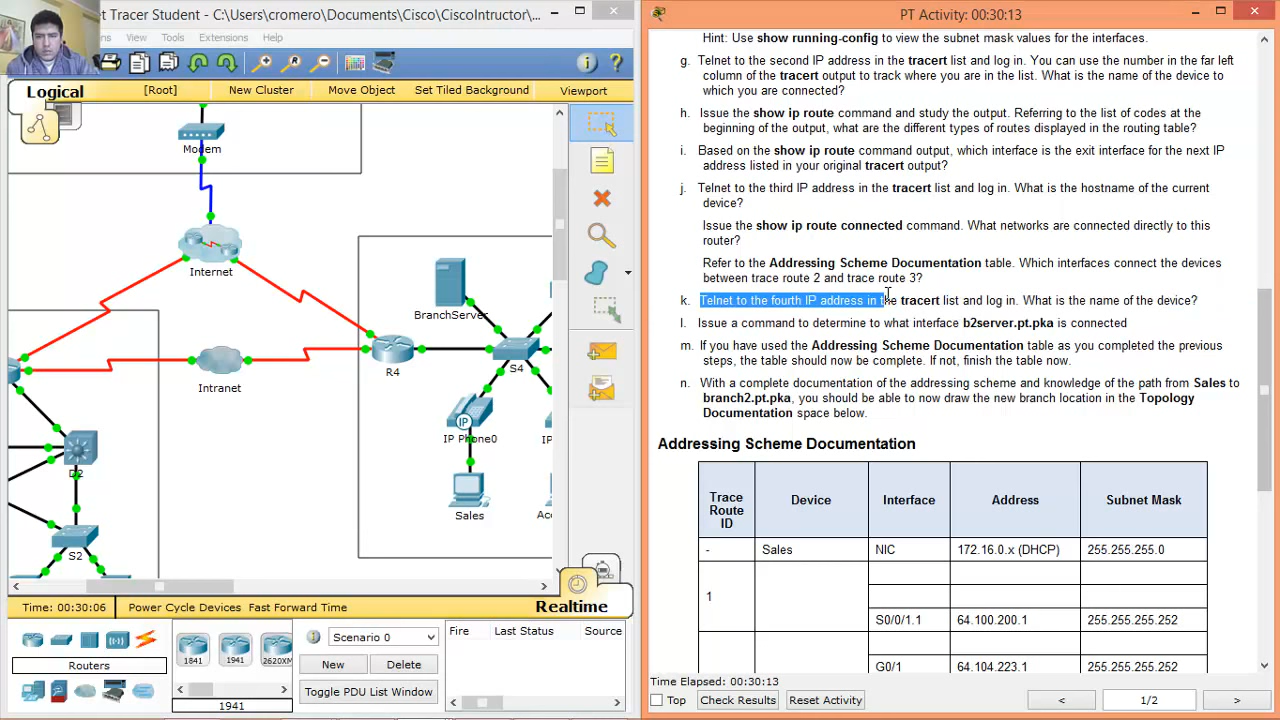 et Tracer Student - C:\Users\cromero\Documents\Cisco\CiscoIntructor\...
ns View Tools Extensions Help
Logical [Root] New Cluster Move Object Set Tiled Background Viewport
Modem
Internet
BranchServer
R4
S4
Intranet
IP
IP Phone0
IP
D2
Sales
Acc
S2
Time: 00:30:06 Power Cycle Devices Fast Forward Time
Realtime
Routers
1841
1941
2620XM
1941
Scenario 0
New Delete
Toggle PDU List Window
Fire Last Status Source
PT Activity: 00:30:13
Hint: Use show running-config to view the subnet mask values for the interfaces.
g. Telnet to the second IP address in the tracert list and log in. You can use the number in the far left
column of the tracert output to track where you are in the list. What is the name of the device to
which you are connected?
h. Issue the show ip route command and study the output. Referring to the list of codes at the
beginning of the output, what are the different types of routes displayed in the routing table?
i. Based on the show ip route command output, which interface is the exit interface for the next IP
address listed in your original tracert output?
j. Telnet to the third IP address in the tracert list and log in. What is the hostname of the current
device?
Issue the show ip route connected command. What networks are connected directly to this
router?
Refer to the Addressing Scheme Documentation table. Which interfaces connect the devices
between trace route 2 and trace route 3?
k. Telnet to the fourth IP address in the tracert list and log in. What is the name of the device?
l. Issue a command to determine to what interface b2server.pt.pka is connected
m. If you have used the Addressing Scheme Documentation table as you completed the previous
steps, the table should now be complete. If not, finish the table now.
n. With a complete documentation of the addressing scheme and knowledge of the path from Sales to
branch2.pt.pka, you should be able to now draw the new branch location in the Topology
Documentation space below.
Addressing Scheme Documentation
Trace Route ID Device Interface Address Subnet Mask
- Sales NIC 172.16.0.x (DHCP) 255.255.255.0
1
S0/0/1.1 64.100.200.1 255.255.255.252
G0/1 64.104.223.1 255.255.255.252
Time Elapsed: 00:30:13
Top Check Results Reset Activity < 1/2 >